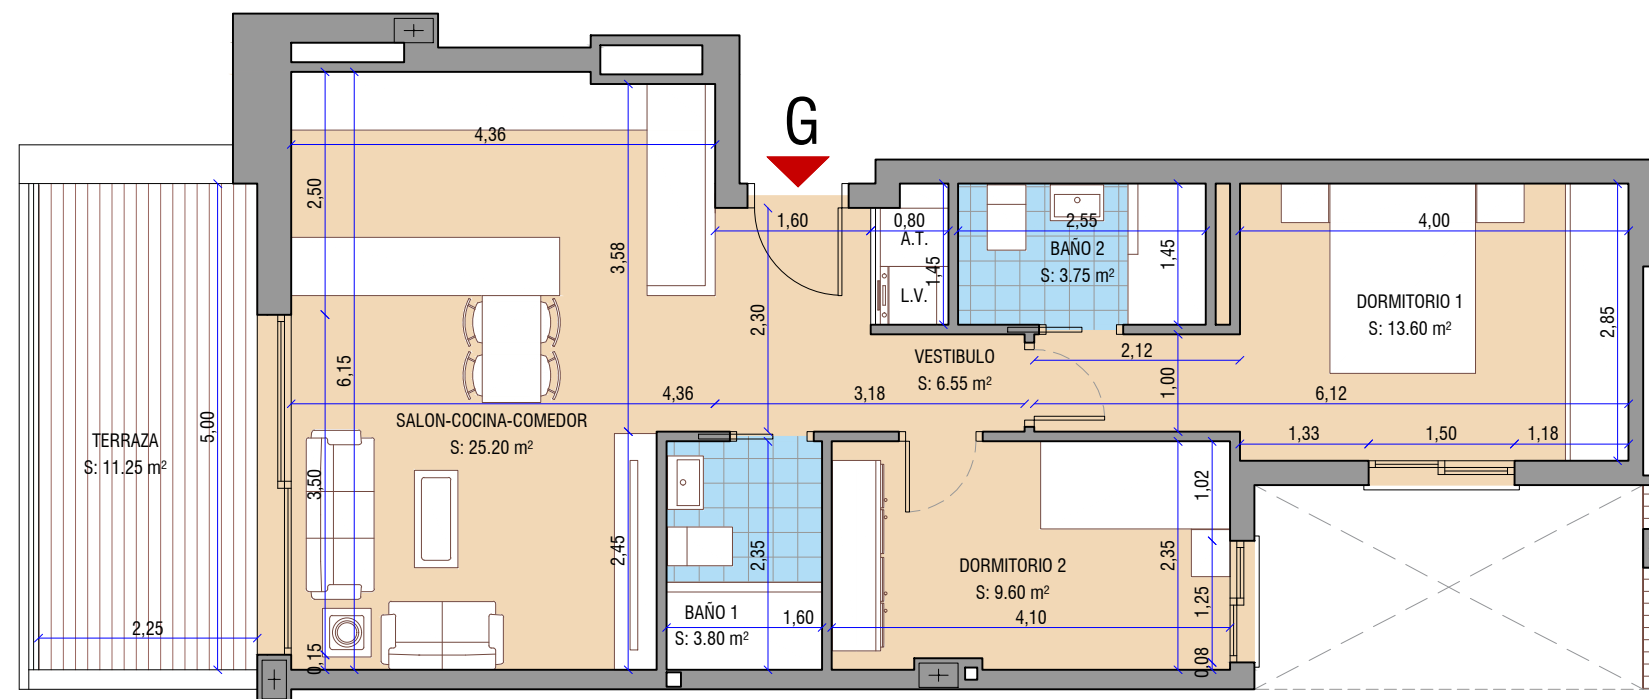 G
4,36
2,50
3,58
6,15
1,60
0,80
A.T.
1,45
L.V.
2,55
BAÑO 2
S: 3.75 m²
1,45
4,00
DORMITORIO 1
S: 13.60 m²
2,85
2,30
VESTIBULO
S: 6.55 m²
2,12
1,00
4,36
3,18
6,12
SALON-COCINA-COMEDOR
S: 25.20 m²
TERRAZA
S: 11.25 m²
5,00
1,33
1,50
1,18
3,50
2,45
2,35
1,02
2,35
DORMITORIO 2
S: 9.60 m²
1,25
BAÑO 1
S: 3.80 m²
1,60
4,10
2,25
0,15
0,08